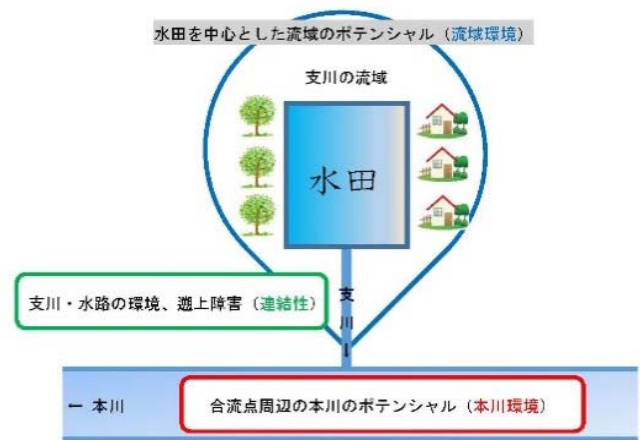 水田を中心とした流域のポテンシャル（流域環境）
支川の流域
水田
支川・水路の環境、遡上障害（連結性）
支川↓
← 本川
合流点周辺の本川のポテンシャル（本川環境）